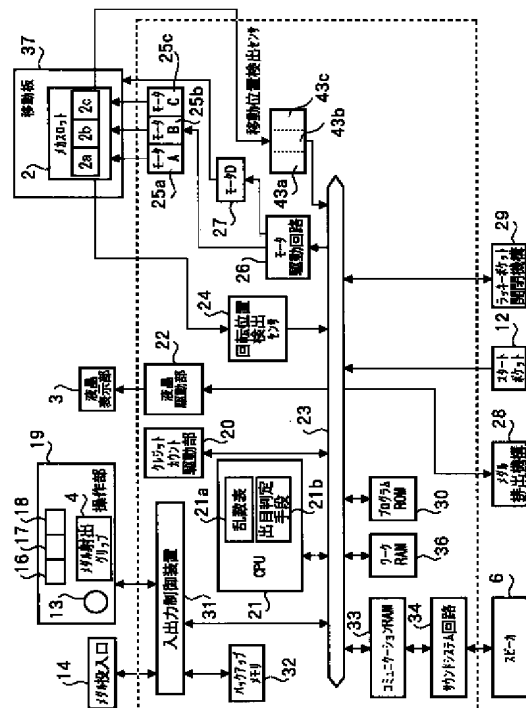 14
メダル投入口
13
16
17
18
19
メダル射出グリップ
4
操作部
3
液晶表示部
2
メカスロット
2a
2b
2c
移動板
37
入出力制御装置
31
バックアップメモリ
32
クレジットカウント駆動部
20
液晶駆動部
22
CPU
21
乱数表
21a
出目判定手段
21b
23
回転位置検出センサ
24
モータ駆動回路
26
モータD
27
モータ
A
モータ
B
モータ
C
25a
25b
25c
移動位置検出センサ
43a
43b
43c
コミュニケーションRAM
33
サウンドシステム回路
34
スピーカ
6
ワークRAM
36
プログラムROM
30
メダル排出機構
28
スタートポケット
12
ラッキーポケット開閉機構
29